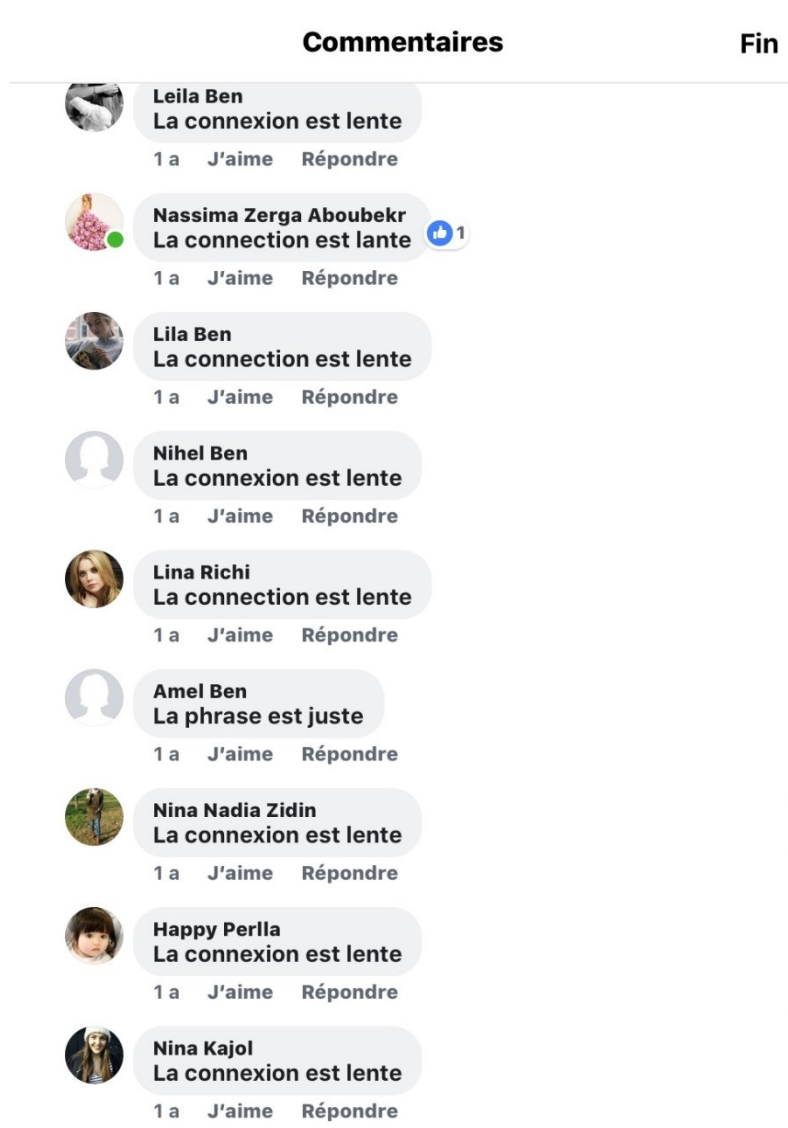 Commentaires Fin
Leila Ben
La connexion est lente
1 a J'aime Répondre
Nassima Zerga Aboubekr
La connection est lante 1
1 a J'aime Répondre
Lila Ben
La connection est lente
1 a J'aime Répondre
Nihel Ben
La connexion est lente
1 a J'aime Répondre
Lina Richi
La connection est lente
1 a J'aime Répondre
Amel Ben
La phrase est juste
1 a J'aime Répondre
Nina Nadia Zidin
La connexion est lente
1 a J'aime Répondre
Happy Perlla
La connexion est lente
1 a J'aime Répondre
Nina Kajol
La connexion est lente
1 a J'aime Répondre